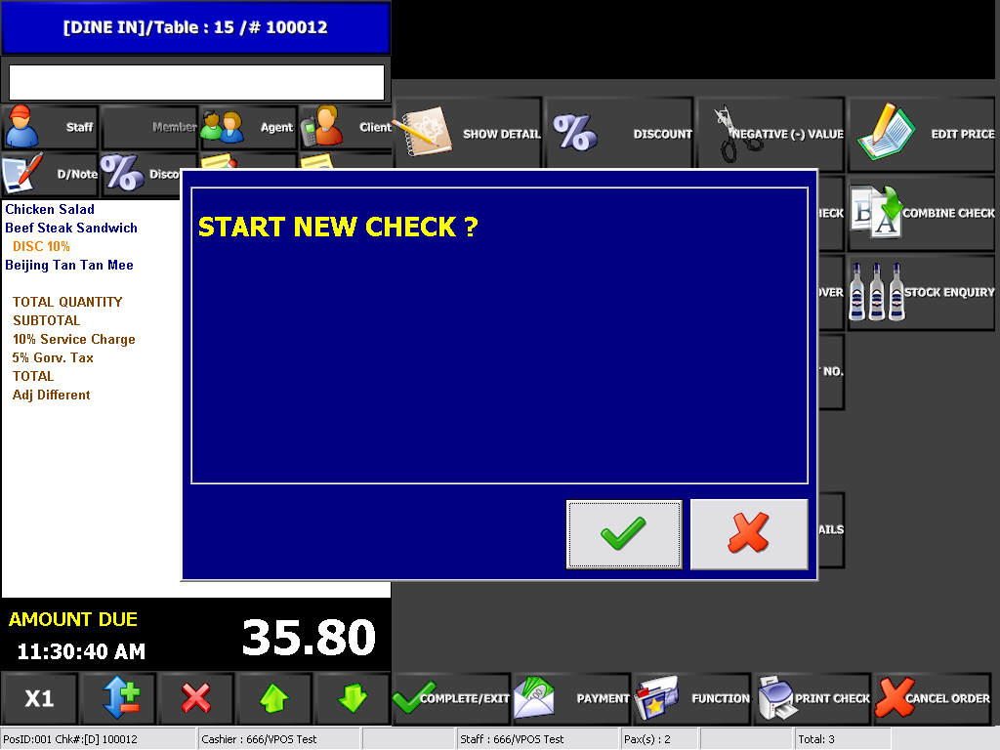 [DINE IN]/Table : 15 /# 100012
Staff
Member
Agent
Client
SHOW DETAIL
DISCOUNT
NEGATIVE (-) VALUE
EDIT PRICE
D/Note
Disco
Chicken Salad
Beef Steak Sandwich
DISC 10%
Beijing Tan Tan Mee
TOTAL QUANTITY
SUBTOTAL
10% Service Charge
5% Gorv. Tax
TOTAL
Adj Different
START NEW CHECK ?
ECK
COMBINE CHECK
BA
OVER
STOCK ENQUIRY
NO.
AILS
AMOUNT DUE
35.80
11:30:40 AM
X1
COMPLETE/EXIT
PAYMENT
FUNCTION
PRINT CHECK
CANCEL ORDER
PosID:001 Chk#:[D] 100012
Cashier : 666/VPOS Test
Staff : 666/VPOS Test
Pax(s) : 2
Total: 3